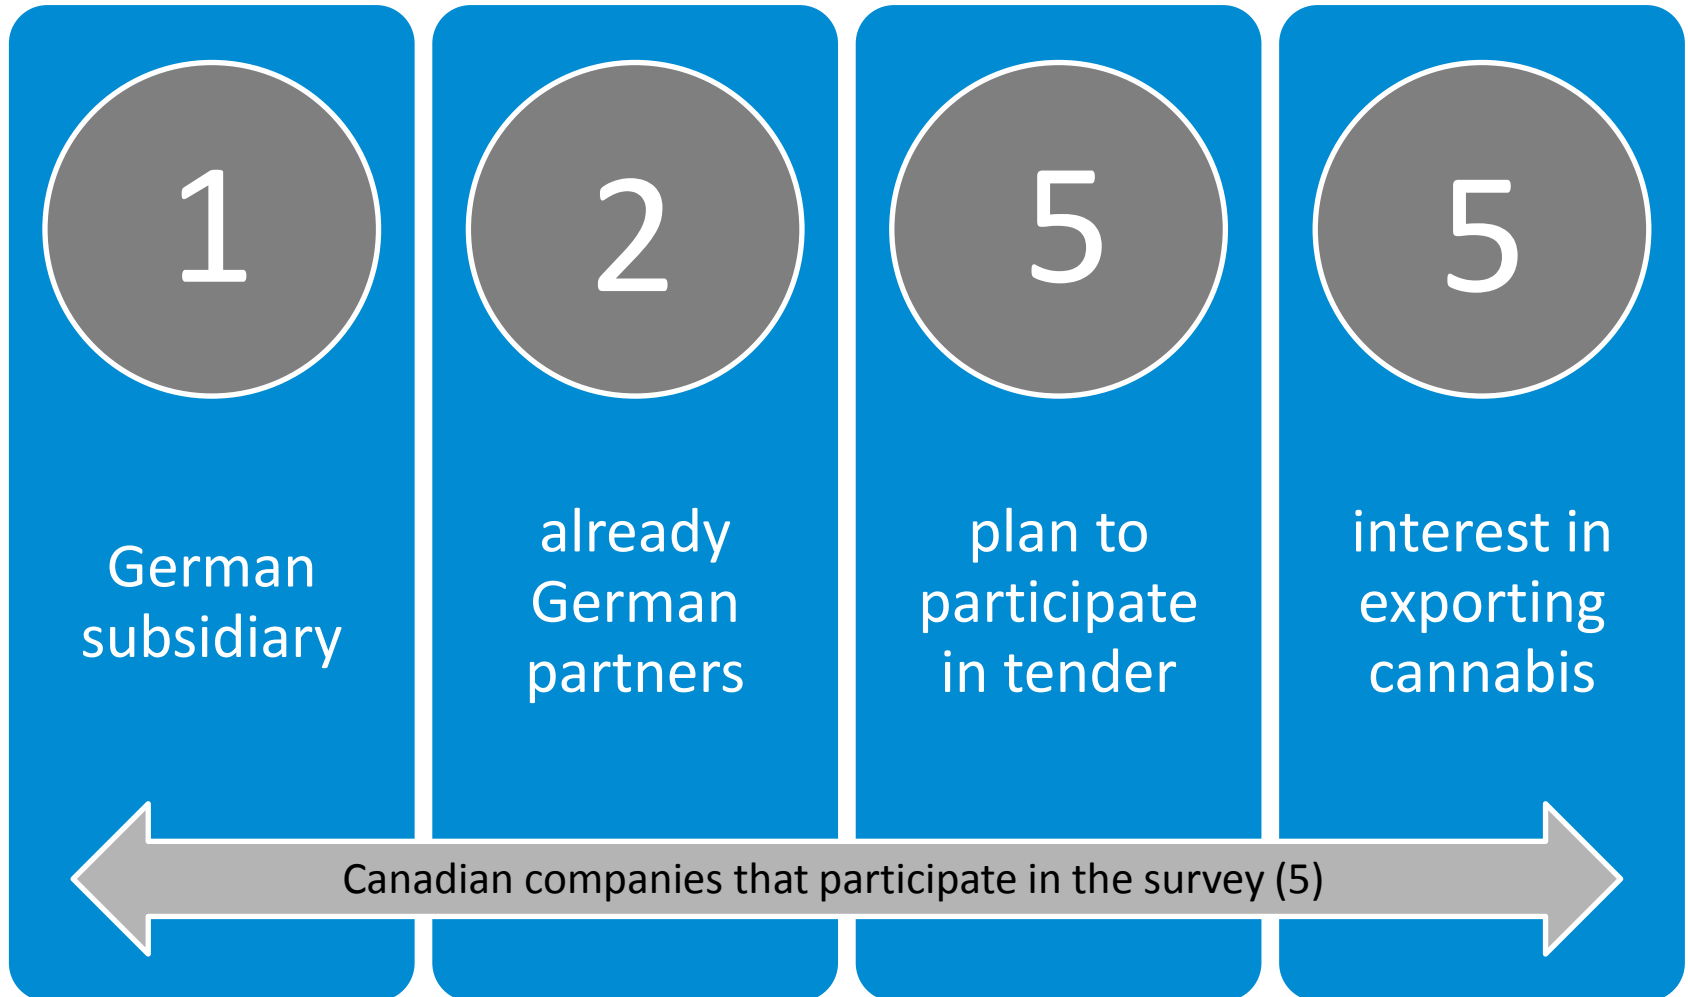 1
German
subsidiary
2
already
German
partners
5
plan to
participate
in tender
5
interest in
exporting
cannabis
Canadian companies that participate in the survey (5)